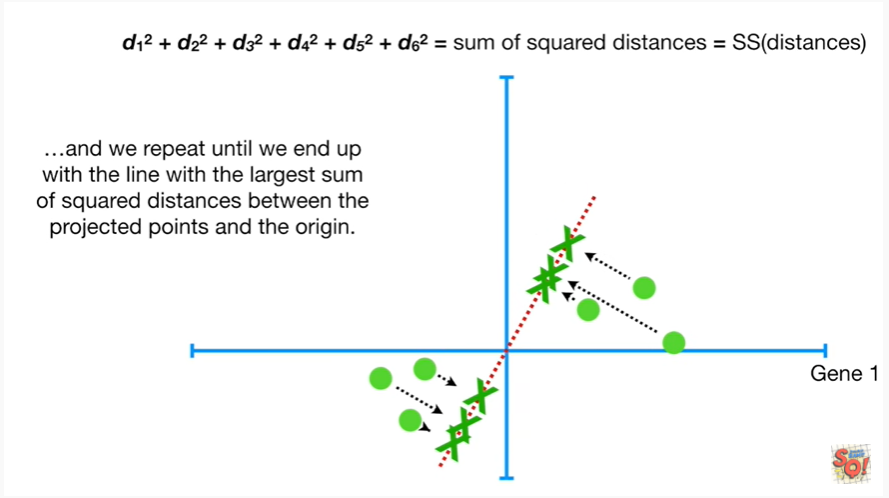 d₁² + d₂² + d₃² + d₄² + d₅² + d₆² = sum of squared distances = SS(distances)
…and we repeat until we end up
with the line with the largest sum
of squared distances between the
projected points and the origin.
Gene 1